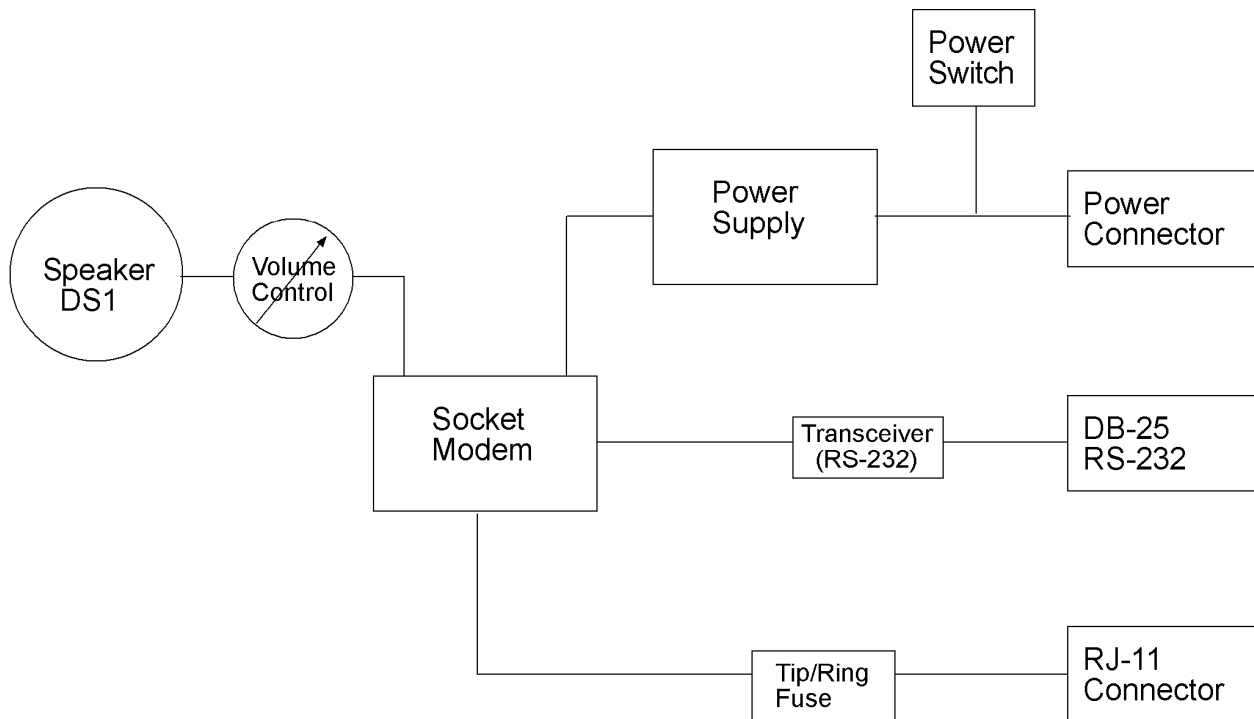 Power
Switch
Power
Supply
Power
Connector
Speaker
DS1
Volume
Control
Socket
Modem
Transceiver
(RS-232)
DB-25
RS-232
Tip/Ring
Fuse
RJ-11
Connector